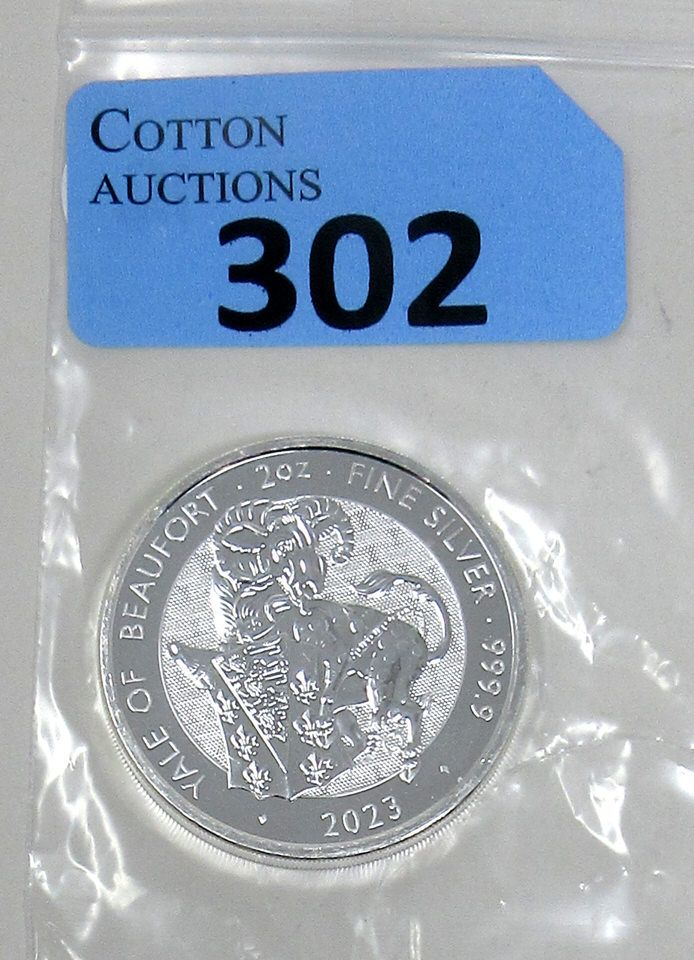 COTTON
AUCTIONS
302
YALE OF BEAUFORT · 2oz · FINE SILVER · 999.9
· 2023 ·